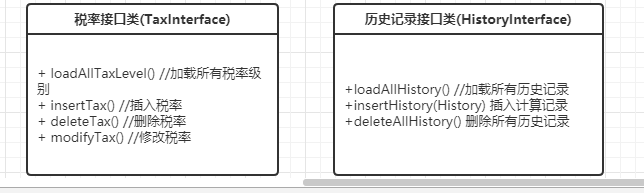 税率接口类(TaxInterface)
+ loadAllTaxLevel() //加载所有税率级
别
+ insertTax() //插入税率
+ deleteTax() //删除税率
+ modifyTax() //修改税率
历史记录接口类(HistoryInterface)
+loadAllHistory() //加载所有历史记录
+insertHistory(History) 插入计算记录
+deleteAllHistory() 删除所有历史记录